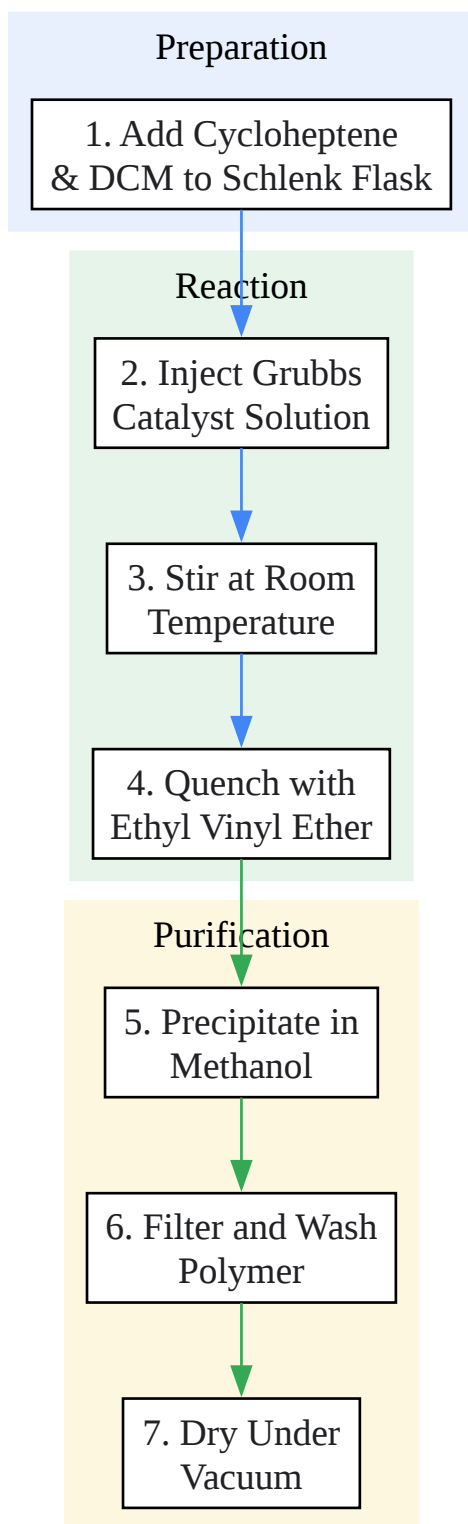 Preparation
1. Add Cycloheptene
& DCM to Schlenk Flask
Reaction
2. Inject Grubbs
Catalyst Solution
3. Stir at Room
Temperature
4. Quench with
Ethyl Vinyl Ether
Purification
5. Precipitate in
Methanol
6. Filter and Wash
Polymer
7. Dry Under
Vacuum